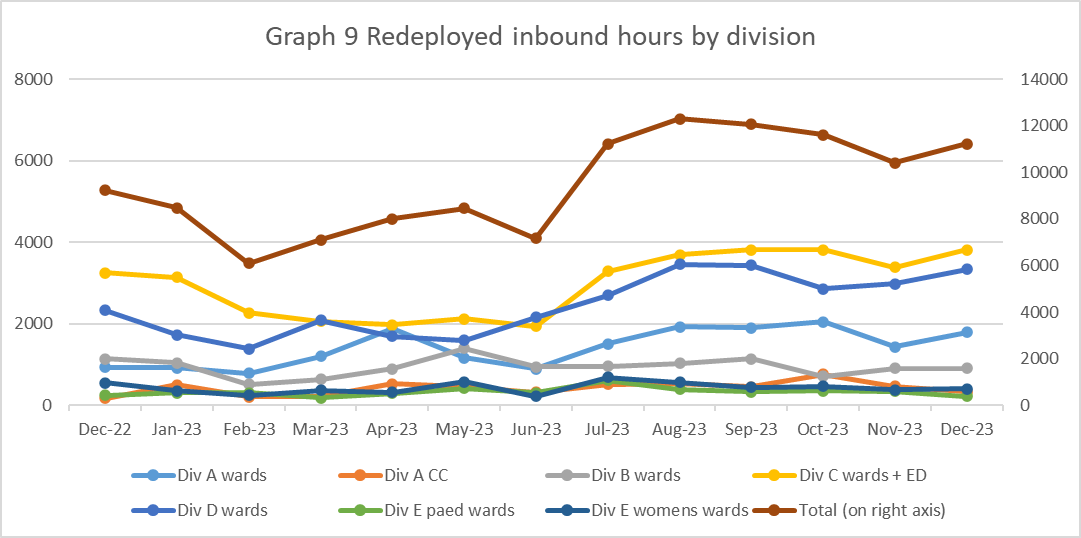 Graph 9 Redeployed inbound hours by division
8000 14000
12000
6000 10000
8000
4000
6000
2000 4000
2000
0 0
Dec-22 Jan-23 Feb-23 Mar-23 Apr-23 May-23 Jun-23 Jul-23 Aug-23 Sep-23 Oct-23 Nov-23 Dec-23
Div A wards Div A CC Div B wards Div C wards + ED
Div D wards Div E paed wards Div E womens wards Total (on right axis)